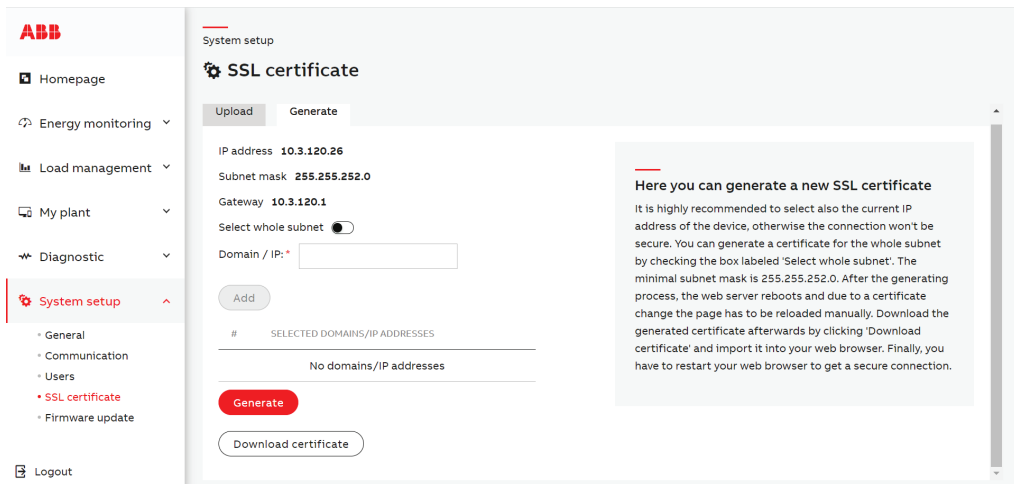 ABB
Homepage
Energy monitoring
Load management
My plant
Diagnostic
System setup
General
Communication
Users
SSL certificate
Firmware update
Logout
System setup
SSL certificate
Upload Generate
IP address 10.3.120.26
Subnet mask 255.255.252.0
Gateway 10.3.120.1
Select whole subnet
Domain / IP: *
Add
# SELECTED DOMAINS/IP ADDRESSES
No domains/IP addresses
Generate
Download certificate
Here you can generate a new SSL certificate
It is highly recommended to select also the current IP
address of the device, otherwise the connection won't be
secure. You can generate a certificate for the whole subnet
by checking the box labeled 'Select whole subnet'. The
minimal subnet mask is 255.255.252.0. After the generating
process, the web server reboots and due to a certificate
change the page has to be reloaded manually. Download the
generated certificate afterwards by clicking 'Download
certificate' and import it into your web browser. Finally, you
have to restart your web browser to get a secure connection.